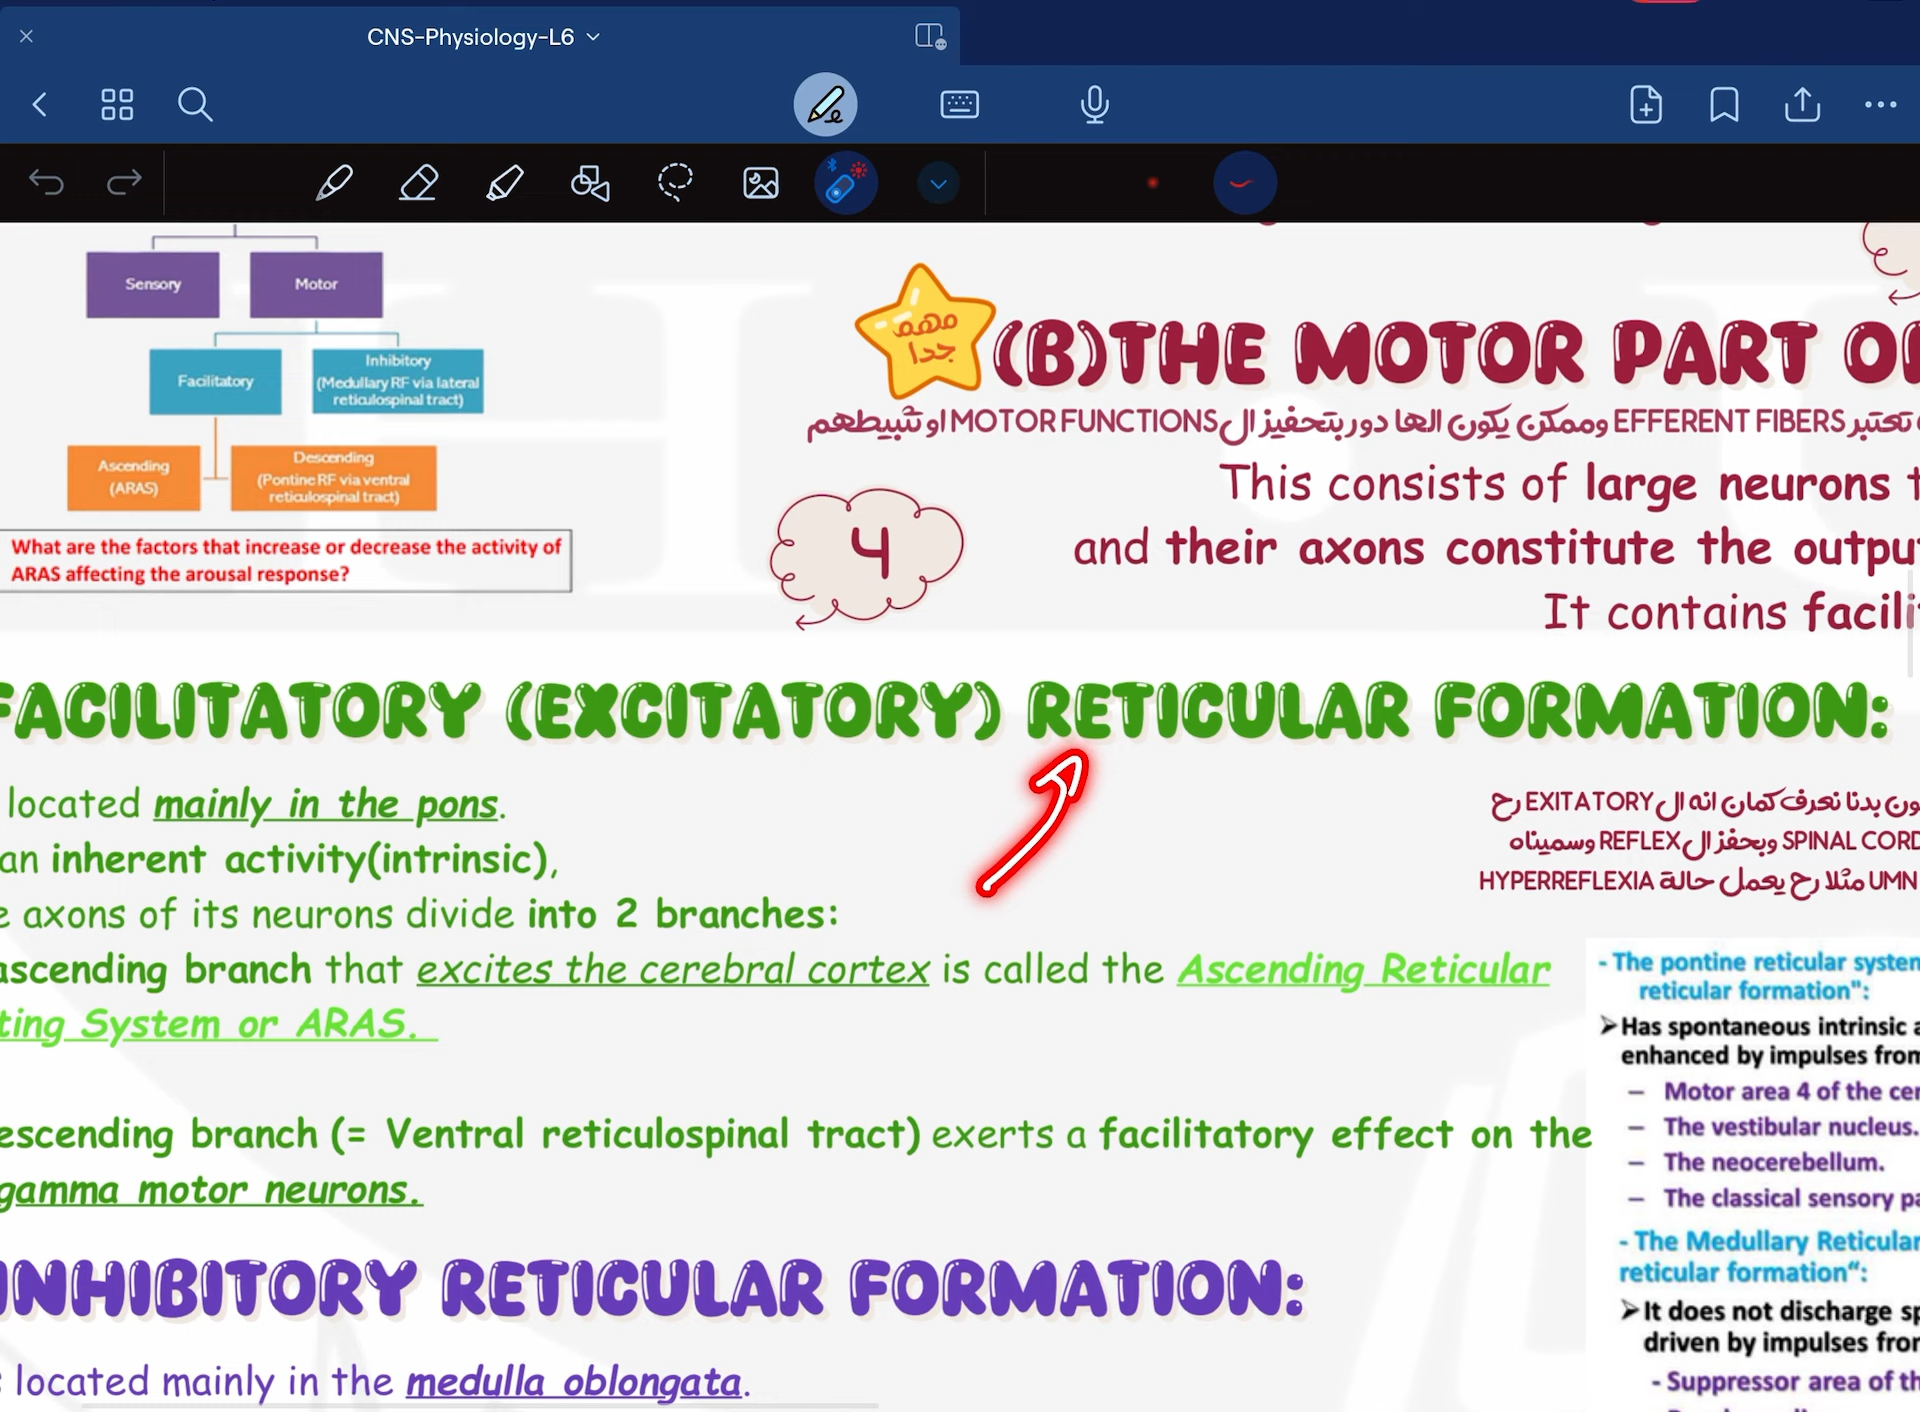 CNS-Physiology-L6
Sensory
Motor
Facilitatory
Inhibitory
(Medullary RF via lateral
reticulospinal tract)
Ascending
(ARAS)
Descending
(Pontine RF via ventral
reticulospinal tract)
What are the factors that increase or decrease the activity of
ARAS affecting the arousal response?
مهم
جدا
(B)THE MOTOR PART
تعتبر EFFERENT FIBERS وممكن يكون الها دور بتحفيز ال MOTOR FUNCTIONS او تثبيطهم
This consists of large neurons
4
and their axons constitute the
It contains
FACILITATORY (EXCITATORY) RETICULAR FORMATION:
located mainly in the pons.
an inherent activity(intrinsic),
axons of its neurons divide into 2 branches:
ascending branch that excites the cerebral cortex is called the Ascending Reticular
ting System or ARAS.
escending branch (= Ventral reticulospinal tract) exerts a facilitatory effect on the
gamma motor neurons.
بدنا نعرف كمان انه ال EXITATORY رح
SPINAL CORD وبحفز ال REFLEX وسميناه
UMN مثلا رح يعمل حالة HYPERREFLEXIA
- The pontine reticular system
reticular formation":
➢Has spontaneous intrinsic
enhanced by impulses from
– Motor area 4 of the
– The vestibular nucleus.
– The neocerebellum.
– The classical sensory
- The Medullary Reticular
reticular formation“:
➢It does not discharge
driven by impulses from
- Suppressor area of
INHIBITORY RETICULAR FORMATION:
located mainly in the medulla oblongata.